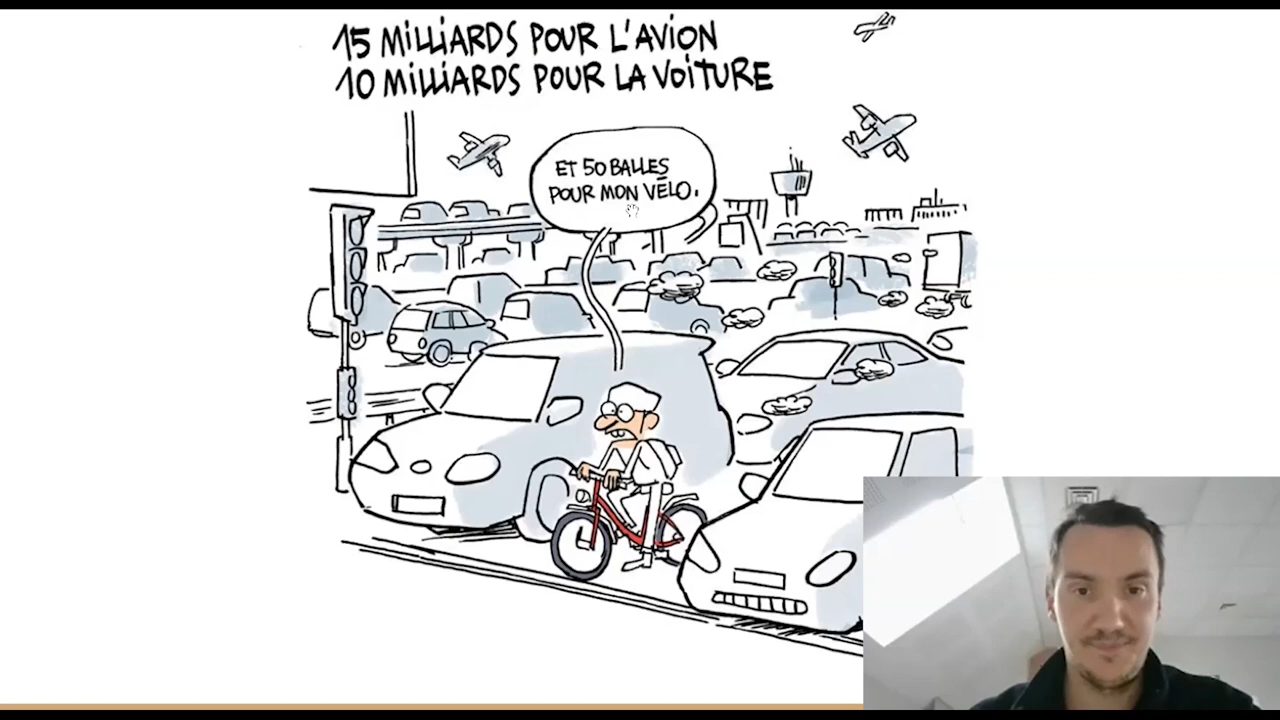 15 MILLIARDS POUR L'AVION
10 MILLIARDS POUR LA VOITURE
ET 50 BALLES
POUR MON VÉLO.